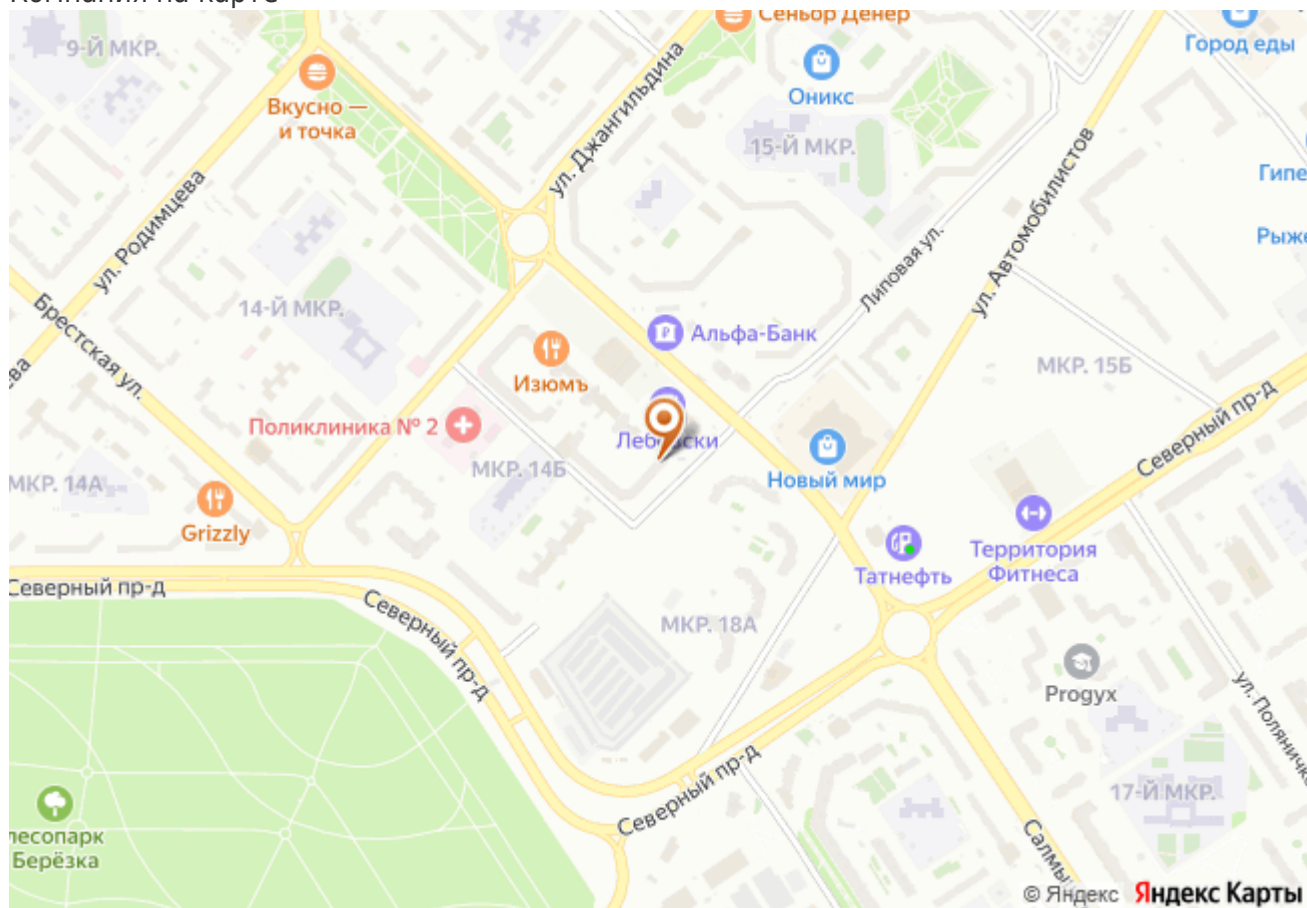 Компания на карте
Сеньор Денер
9-Й МКР.
Город еды
Вкусно —
и точка
Оникс
ул. Джангильдина
15-Й МКР.
ул. Автомобилистов
ул. Родимцева
Липовая ул.
14-Й МКР.
Брестская ул.
Альфа-Банк
Изюмъ
МКР. 15Б
Поликлиника № 2
МКР. 14Б
Новый мир
Северный пр-д
МКР. 14А
Grizzly
Татнефть
Территория
Фитнеса
Северный пр-д
Северный пр-д
МКР. 18А
Progyx
17-Й МКР.
Северный пр-д
лесопарк
Берёзка
© Яндекс Яндекс Карты